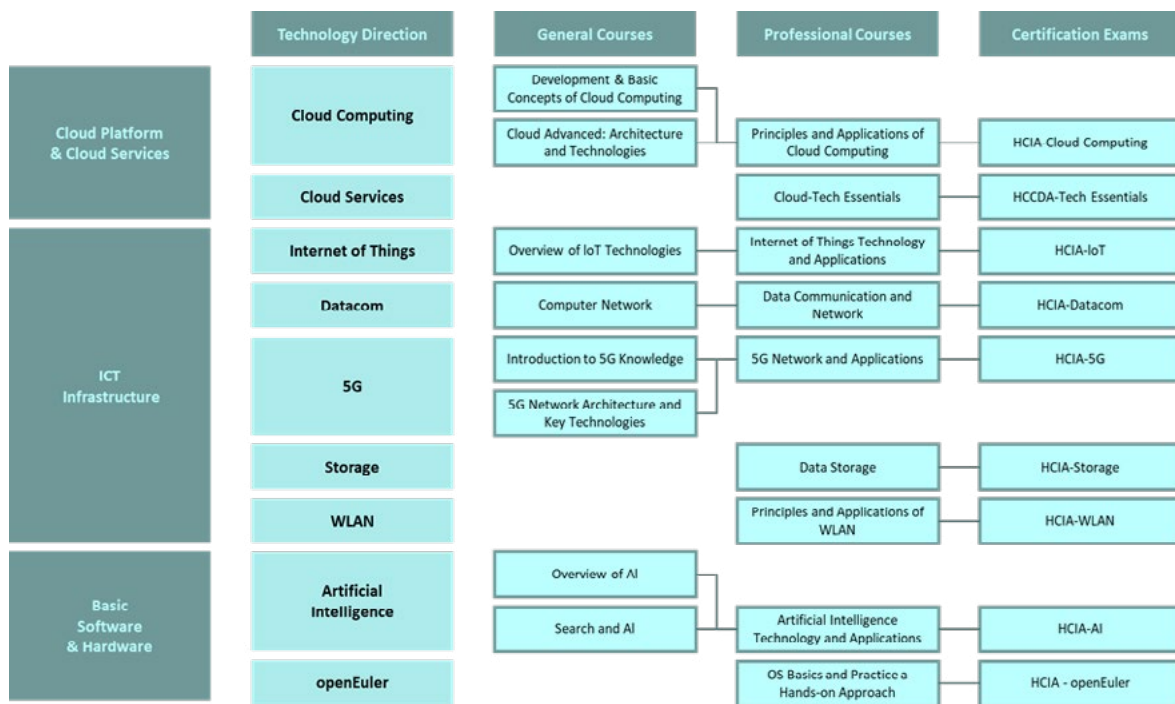 Technology Direction
General Courses
Professional Courses
Certification Exams
Cloud Platform
& Cloud Services
Cloud Computing
Development & Basic
Concepts of Cloud Computing
Cloud Advanced: Architecture
and Technologies
Principles and Applications of
Cloud Computing
HCIA-Cloud Computing
Cloud Services
Cloud-Tech Essentials
HCCDA-Tech Essentials
ICT
Infrastructure
Internet of Things
Overview of IoT Technologies
Internet of Things Technology
and Applications
HCIA-IoT
Datacom
Computer Network
Data Communication and
Network
HCIA-Datacom
5G
Introduction to 5G Knowledge
5G Network Architecture and
Key Technologies
5G Network and Applications
HCIA-5G
Storage
Data Storage
HCIA-Storage
WLAN
Principles and Applications of
WLAN
HCIA-WLAN
Basic
Software
& Hardware
Artificial
Intelligence
Overview of AI
Search and AI
Artificial Intelligence
Technology and Applications
HCIA-AI
openEuler
OS Basics and Practice a
Hands-on Approach
HCIA - openEuler